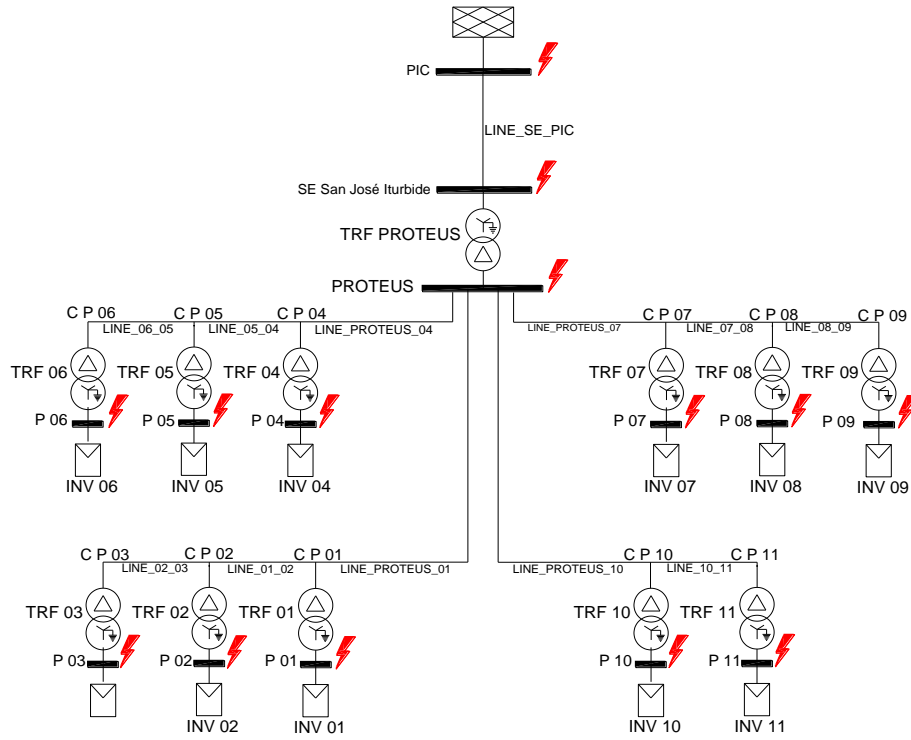 PIC
LINE_SE_PIC
SE San José Iturbide
TRF PROTEUS
PROTEUS
C P 06
C P 05
C P 04
LINE_06_05
LINE_05_04
LINE_PROTEUS_04
C P 07
C P 08
C P 09
LINE_PROTEUS_07
LINE_07_08
LINE_08_09
TRF 06
TRF 05
TRF 04
TRF 07
TRF 08
TRF 09
P 06
P 05
P 04
P 07
P 08
P 09
INV 06
INV 05
INV 04
INV 07
INV 08
INV 09
C P 03
C P 02
C P 01
C P 10
C P 11
LINE_02_03
LINE_01_02
LINE_PROTEUS_01
LINE_PROTEUS_10
LINE_10_11
TRF 03
TRF 02
TRF 01
TRF 10
TRF 11
P 03
P 02
P 01
P 10
P 11
INV 02
INV 01
INV 10
INV 11